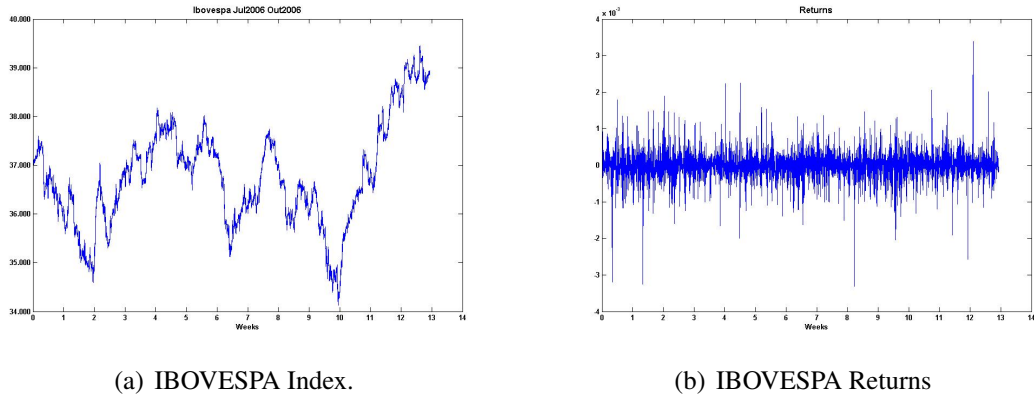 Ibovespa Jul2006 Out2006
40.000
39.000
38.000
37.000
36.000
35.000
34.000
0 1 2 3 4 5 6 7 8 9 10 11 12 13 14
Weeks
(a) IBOVESPA Index.
Returns
x 10⁻³
4
3
2
1
0
-1
-2
-3
-4
0 1 2 3 4 5 6 7 8 9 10 11 12 13 14
Weeks
(b) IBOVESPA Returns